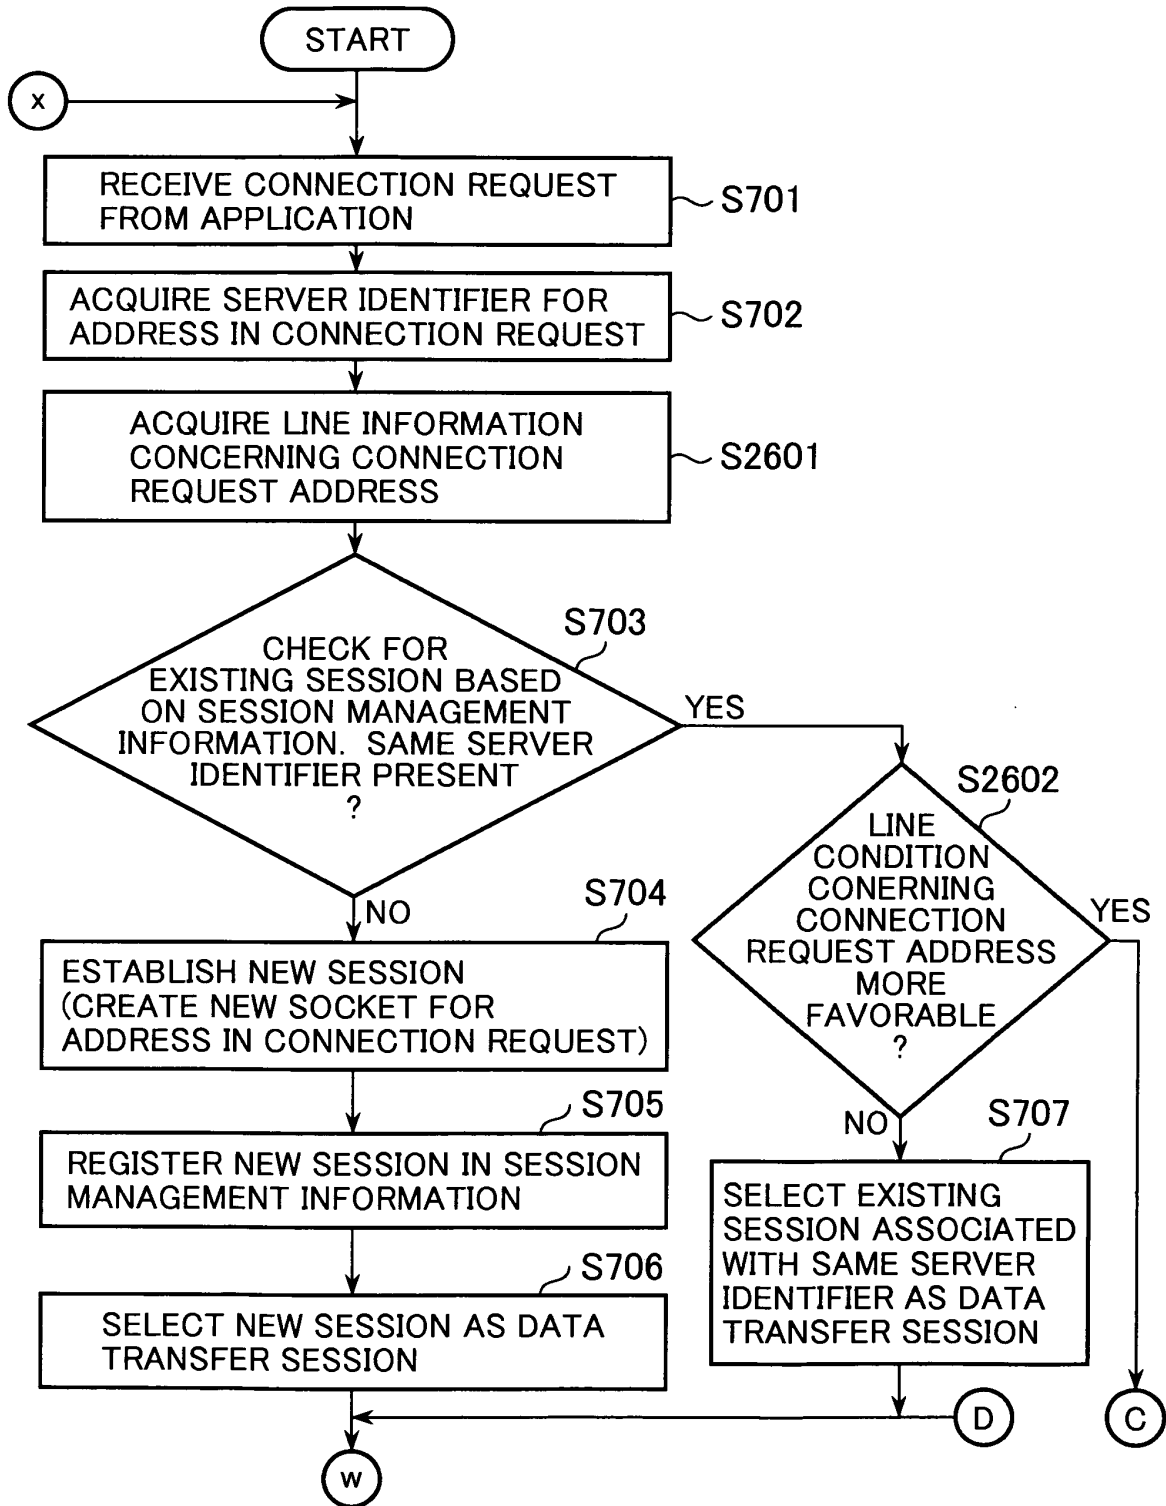 START
x
RECEIVE CONNECTION REQUEST
FROM APPLICATION
S701
ACQUIRE SERVER IDENTIFIER FOR
ADDRESS IN CONNECTION REQUEST
S702
ACQUIRE LINE INFORMATION
CONCERNING CONNECTION
REQUEST ADDRESS
S2601
S703
CHECK FOR
EXISTING SESSION BASED
ON SESSION MANAGEMENT
INFORMATION. SAME SERVER
IDENTIFIER PRESENT
?
YES
NO
S2602
LINE
CONDITION
CONERNING
CONNECTION
REQUEST ADDRESS
MORE
FAVORABLE
?
YES
NO
S704
ESTABLISH NEW SESSION
(CREATE NEW SOCKET FOR
ADDRESS IN CONNECTION REQUEST)
S705
REGISTER NEW SESSION IN SESSION
MANAGEMENT INFORMATION
S706
SELECT NEW SESSION AS DATA
TRANSFER SESSION
S707
SELECT EXISTING
SESSION ASSOCIATED
WITH SAME SERVER
IDENTIFIER AS DATA
TRANSFER SESSION
D
C
w